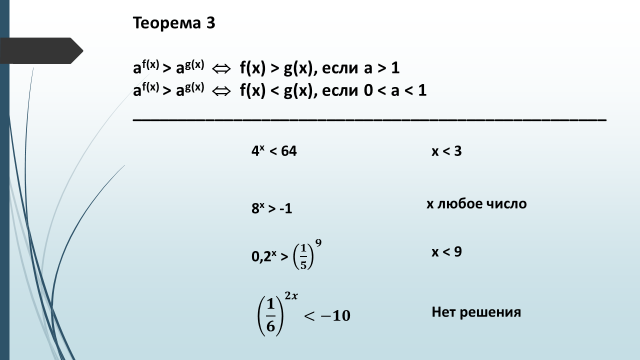 Теорема 3
aᶠ⁽ˣ⁾ > aᵍ⁽ˣ⁾ ⇔ f(x) > g(x), если a > 1
aᶠ⁽ˣ⁾ > aᵍ⁽ˣ⁾ ⇔ f(x) < g(x), если 0 < a < 1
4ˣ < 64 x < 3
8ˣ > -1 х любое число
0,2ˣ > (1/5)⁹ x < 9
(1/6)²ˣ < −10 Нет решения